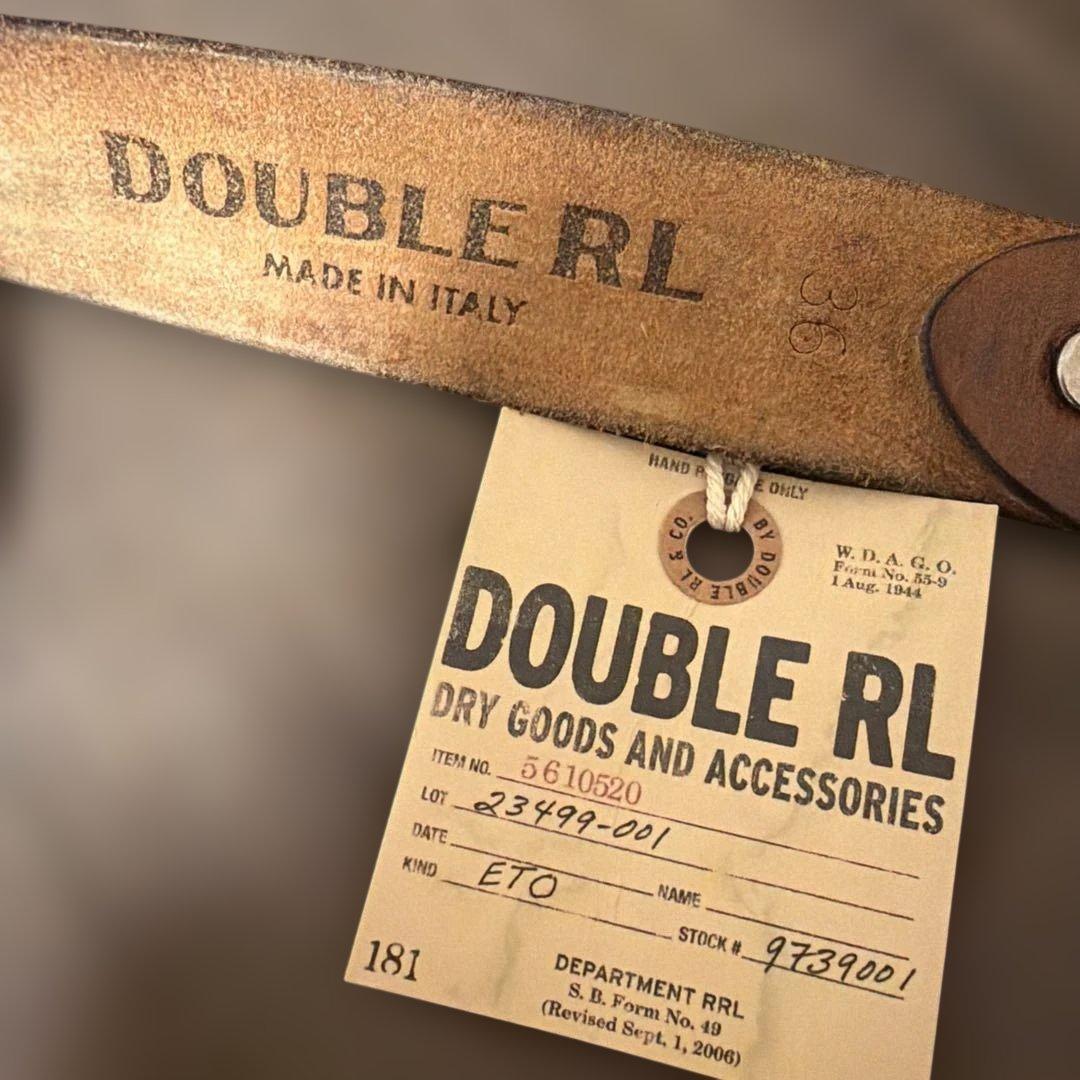 DOUBLE RL
MADE IN ITALY
36
HAND ONLY
BY DOUBLE RL & CO.
W. D. A. G. O.
Form No. 55-9
1 Aug. 1944
DOUBLE RL
DRY GOODS AND ACCESSORIES
ITEM NO. 5610520
LOT 23499-001
DATE
KIND ETO NAME
STOCK # 9739001
181
DEPARTMENT RRL
S. B. Form No. 49
(Revised Sept. 1, 2006)